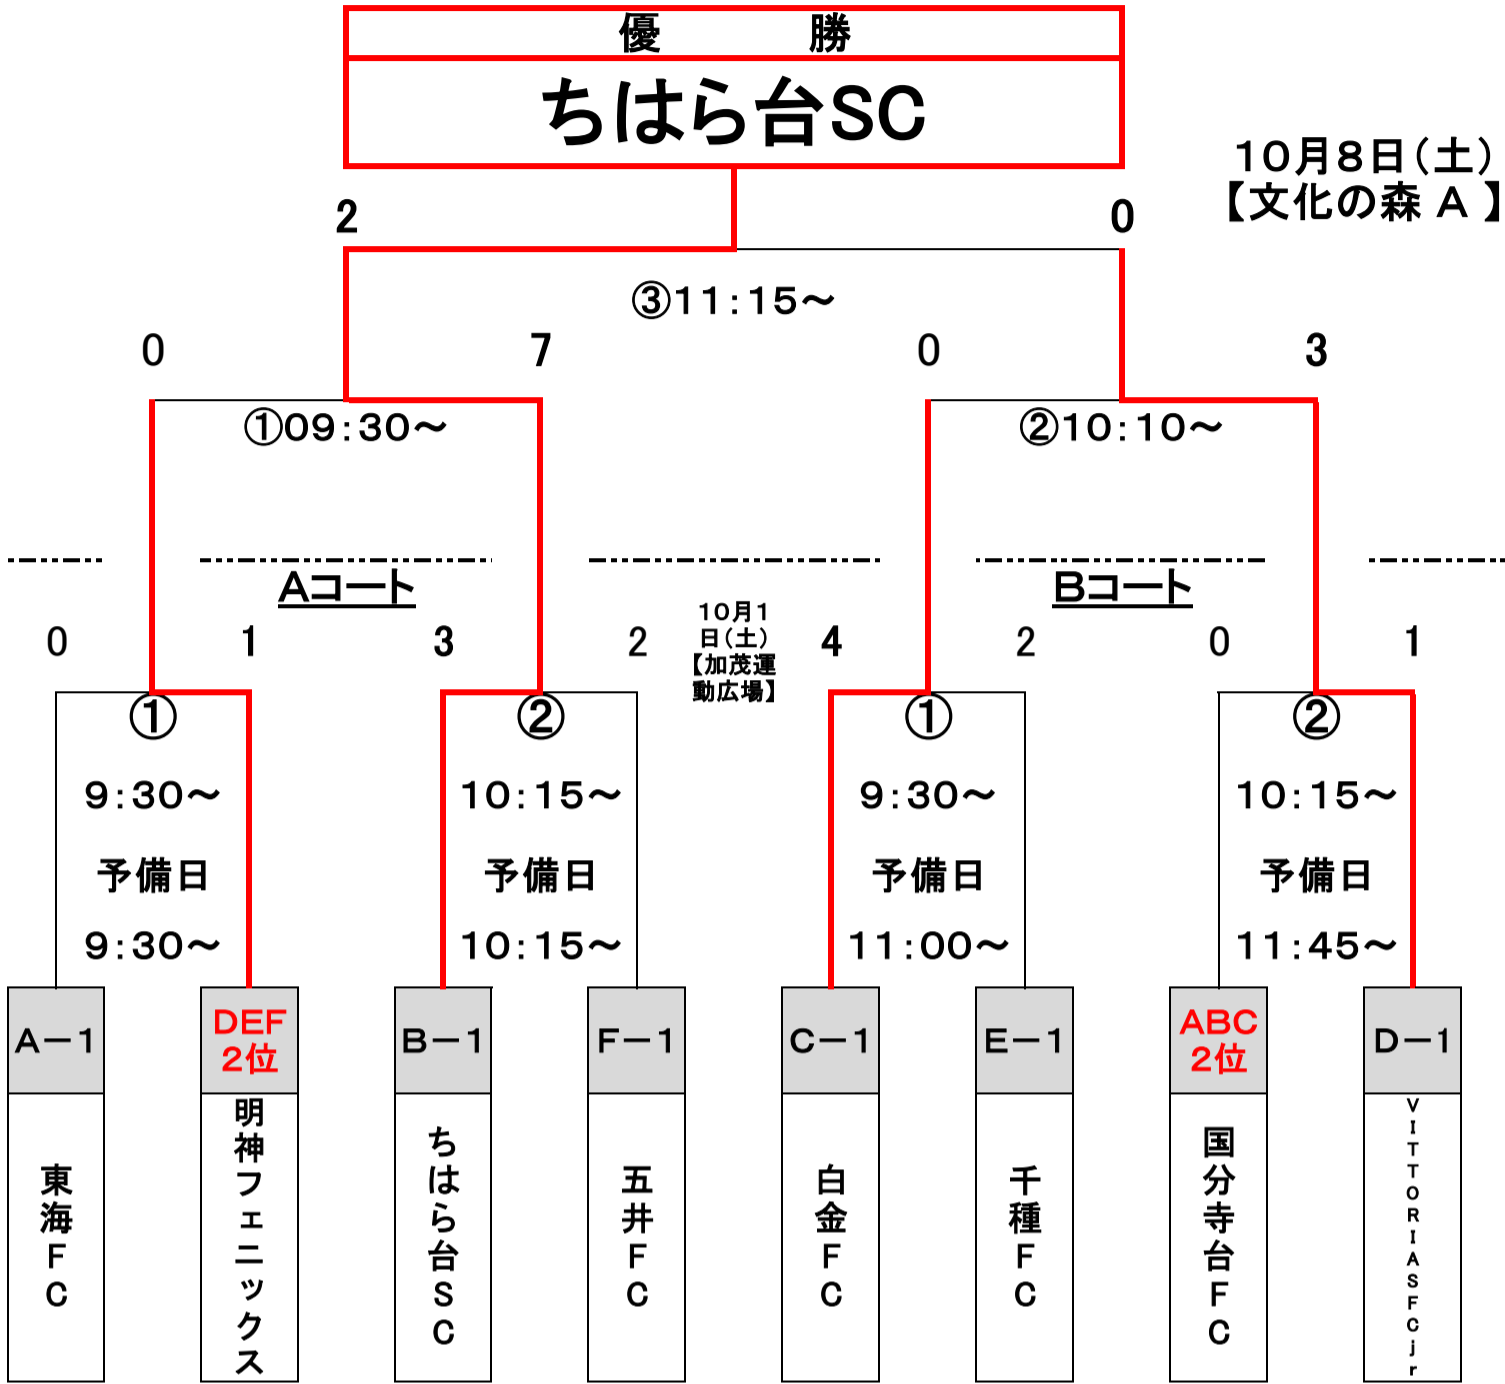 優 勝
ちはら台SC
10月8日(土)
【文化の森 A 】
2 0
③11:15~
0 7 0 3
①09:30~ ②10:10~
Aコート Bコート
10月1
日(土)
【加茂運
動広場】
0 1 3 2 4 2 0 1
① ② ① ②
9:30~ 10:15~ 9:30~ 10:15~
予備日 予備日 予備日 予備日
9:30~ 10:15~ 11:00~ 11:45~
A-1
DEF
2位
B-1
F-1
C-1
E-1
ABC
2位
D-1
東海FC
明神フェニックス
ちはら台SC
五井FC
白金FC
千種FC
国分寺台FC
VITTORIASFCjr